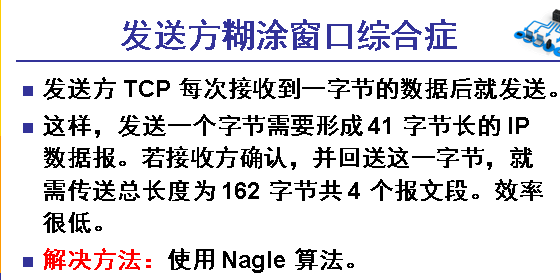 发送方糊涂窗口综合症
发送方 TCP 每次接收到一字节的数据后就发送。
这样，发送一个字节需要形成 41 字节长的 IP
数据报。若接收方确认，并回送这一字节，就
需传送总长度为 162 字节共 4 个报文段。效率
很低。
解决方法：使用 Nagle 算法。